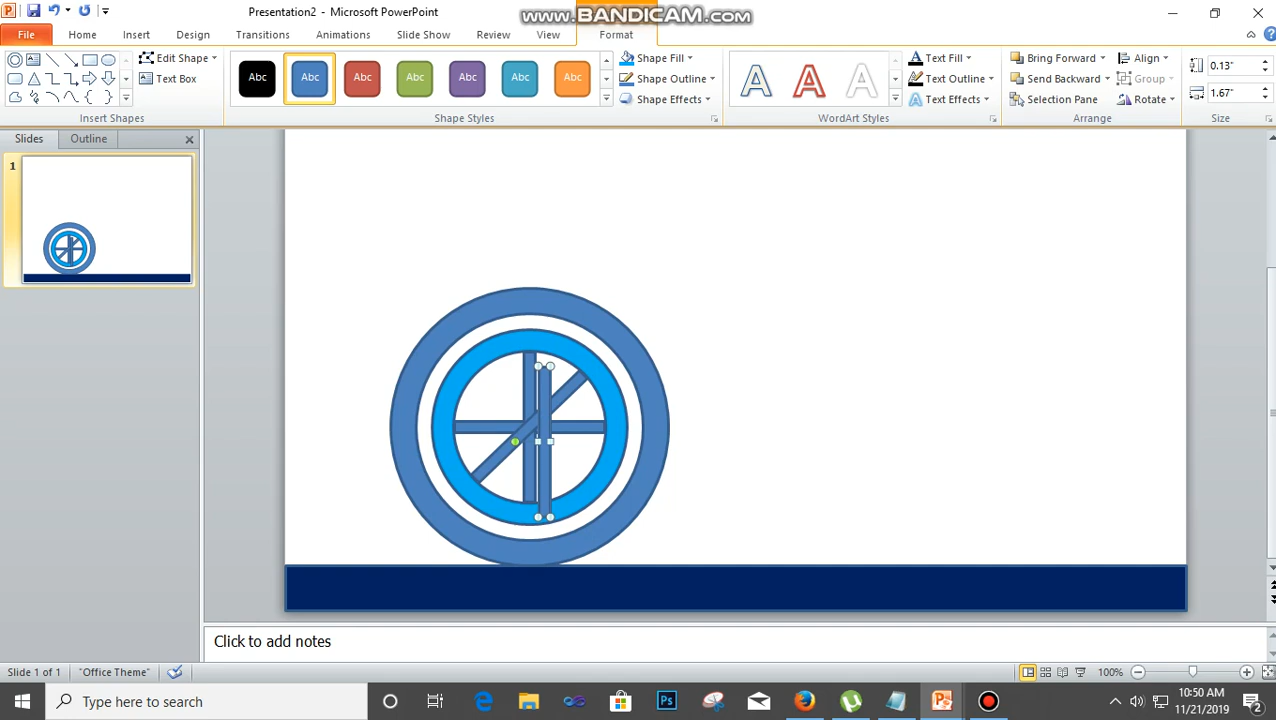 Presentation2 - Microsoft PowerPoint
www.BANDICAM.com
File Home Insert Design Transitions Animations Slide Show Review View Format
Edit Shape
Text Box
Insert Shapes
Abc Abc Abc Abc Abc Abc Abc
Shape Fill
Shape Outline
Shape Effects
Shape Styles
A A A
Text Fill
Text Outline
Text Effects
WordArt Styles
Bring Forward
Send Backward
Selection Pane
Align
Group
Rotate
Arrange
0.13"
1.67"
Size
Slides Outline
1
Click to add notes
Slide 1 of 1 "Office Theme" 100%
Type here to search
10:50 AM
11/21/2019
2